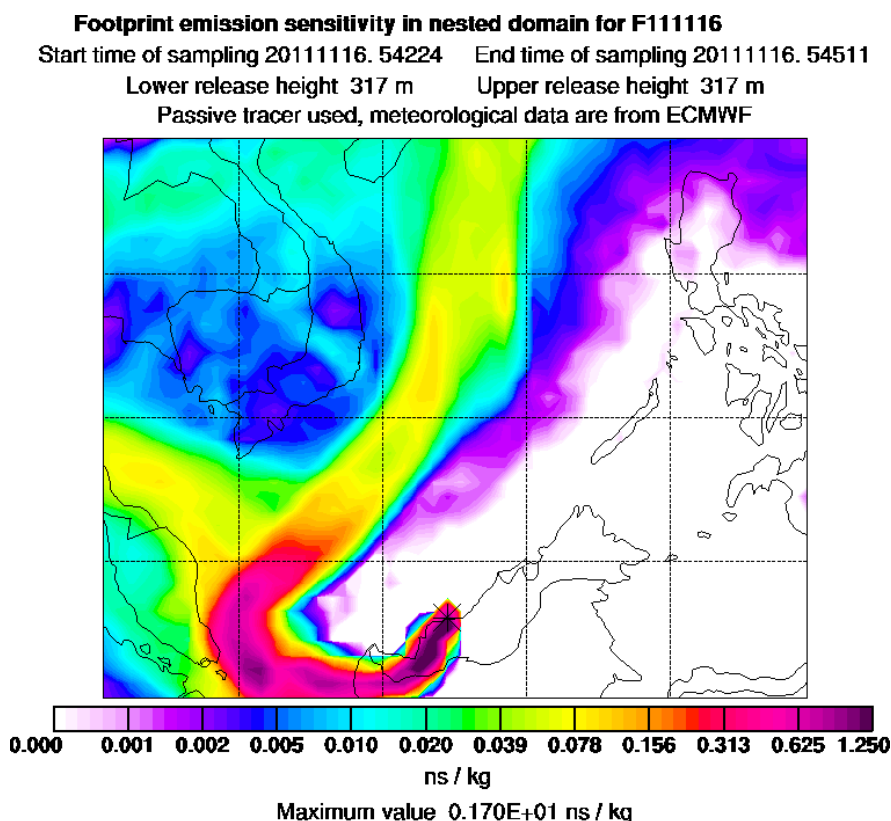 Footprint emission sensitivity in nested domain for F111116
Start time of sampling 20111116. 54224 End time of sampling 20111116. 54511
Lower release height 317 m Upper release height 317 m
Passive tracer used, meteorological data are from ECMWF
0.000 0.001 0.002 0.005 0.010 0.020 0.039 0.078 0.156 0.313 0.625 1.250
ns / kg
Maximum value 0.170E+01 ns / kg